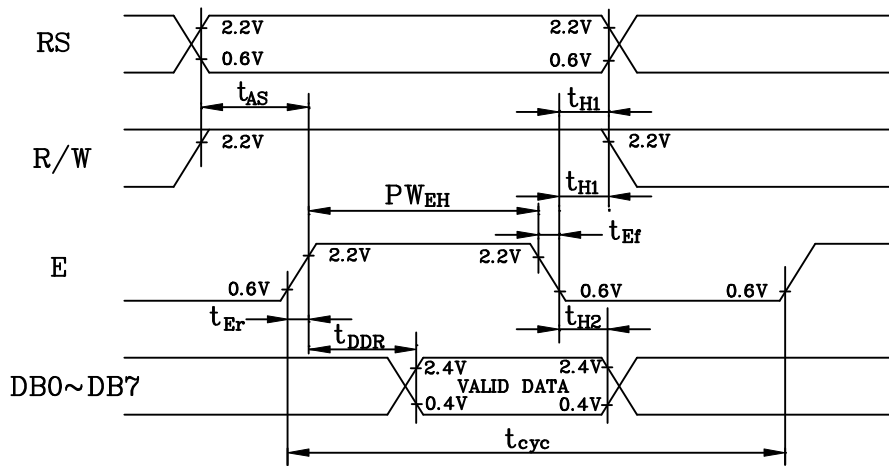 RS 2.2V 2.2V
0.6V 0.6V
tAS tH1
R/W 2.2V 2.2V
tH1
PWEH
tEf
E 2.2V 2.2V
0.6V 0.6V 0.6V
tEr tH2
tDDR
2.4V 2.4V
DB0~DB7 VALID DATA
0.4V 0.4V
tcyc